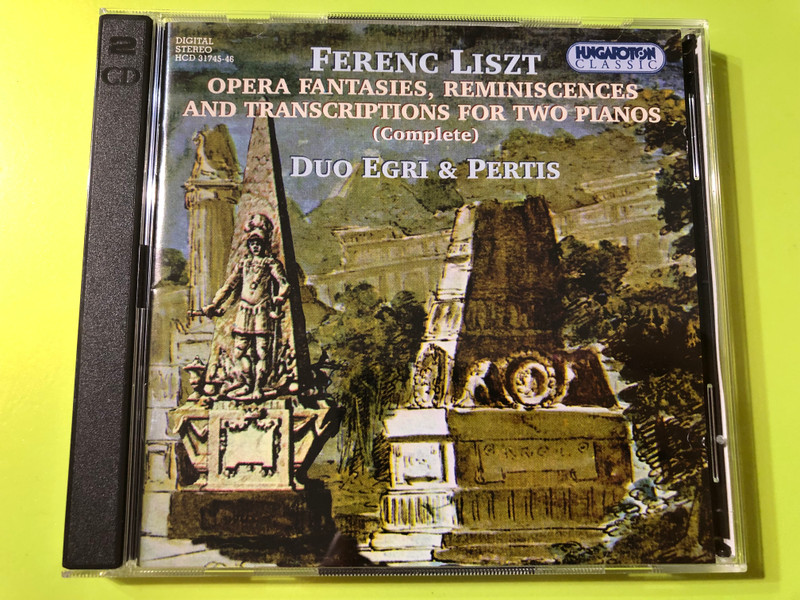 2
CD
DIGITAL
STEREO
HCD 31745-46
HUNGAROTON
CLASSIC
FERENC LISZT
OPERA FANTASIES, REMINISCENCES
AND TRANSCRIPTIONS FOR TWO PIANOS
(Complete)
DUO EGRI & PERTIS